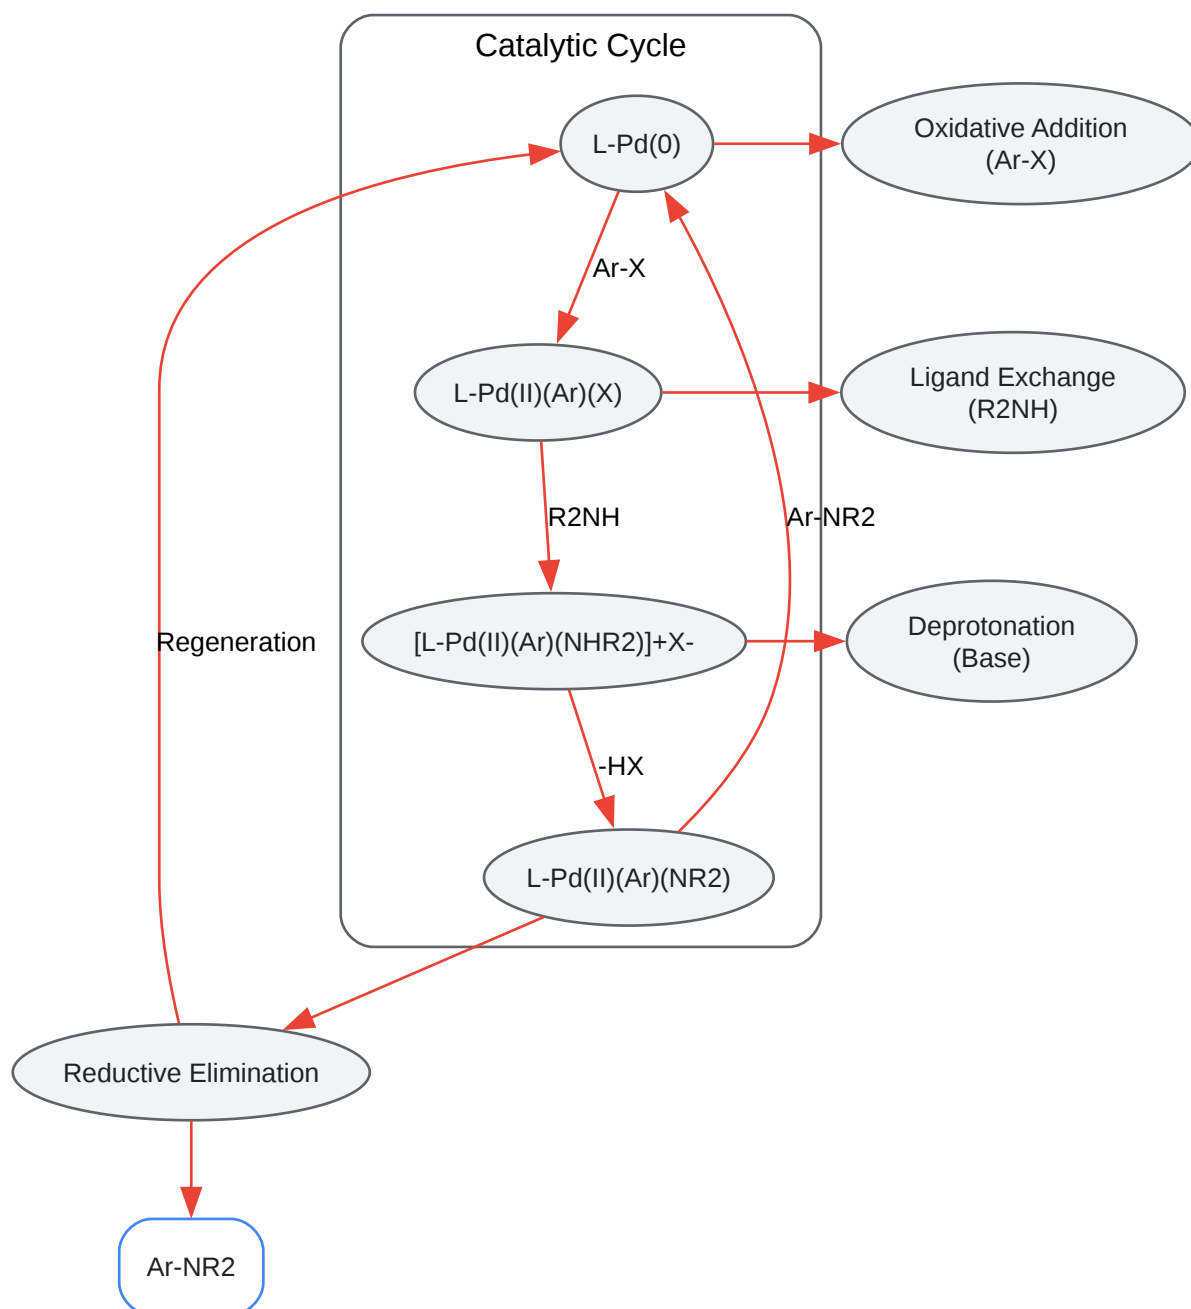 Catalytic Cycle
L-Pd(0)
Oxidative Addition
(Ar-X)
Ar-X
L-Pd(II)(Ar)(X)
Ligand Exchange
(R2NH)
R2NH
Ar-NR2
[L-Pd(II)(Ar)(NHR2)]+X-
Deprotonation
(Base)
Regeneration
-HX
L-Pd(II)(Ar)(NR2)
Reductive Elimination
Ar-NR2